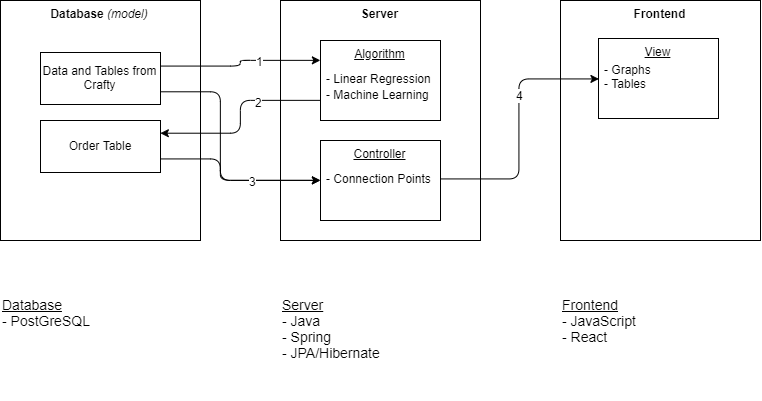 Database (model)
Data and Tables from
Crafty
Order Table
Server
Algorithm
- Linear Regression
- Machine Learning
Controller
- Connection Points
Frontend
View
- Graphs
- Tables
1
2
3
4
Database
- PostGreSQL
Server
- Java
- Spring
- JPA/Hibernate
Frontend
- JavaScript
- React